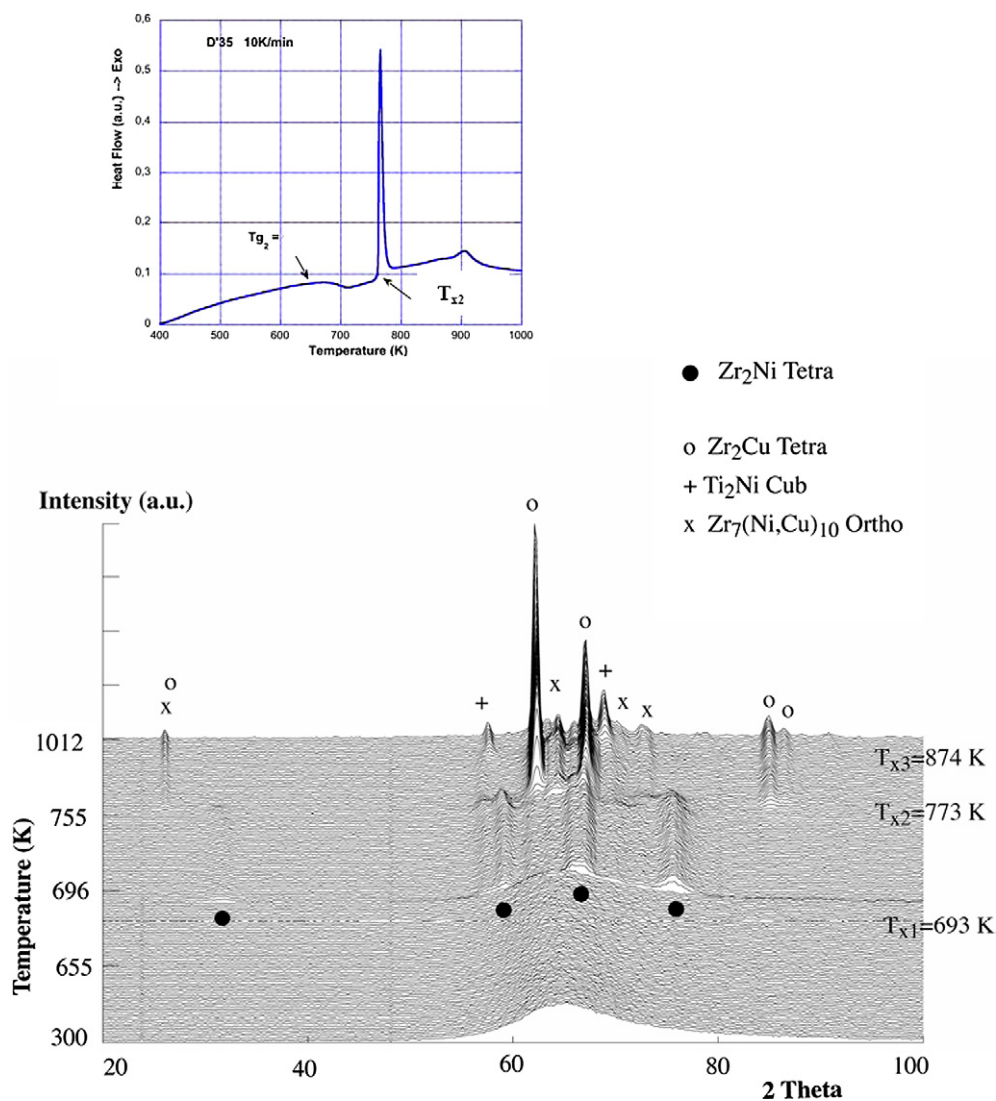 0,6
D'35 10K/min
0,5
0,4
0,3
0,2
0,1
0
Heat Flow (a.u.) --> Exo
Tg2 =
Tx2
400 500 600 700 800 900 1000
Temperature (K)
● Zr2Ni Tetra
o Zr2Cu Tetra
+ Ti2Ni Cub
x Zr7(Ni,Cu)10 Ortho
Intensity (a.u.)
o
o
+
o
x
x
x
x
+
o
o
1012
Tx3=874 K
755
Tx2=773 K
696
Tx1=693 K
655
300
Temperature (K)
20 40 60 80 100
2 Theta